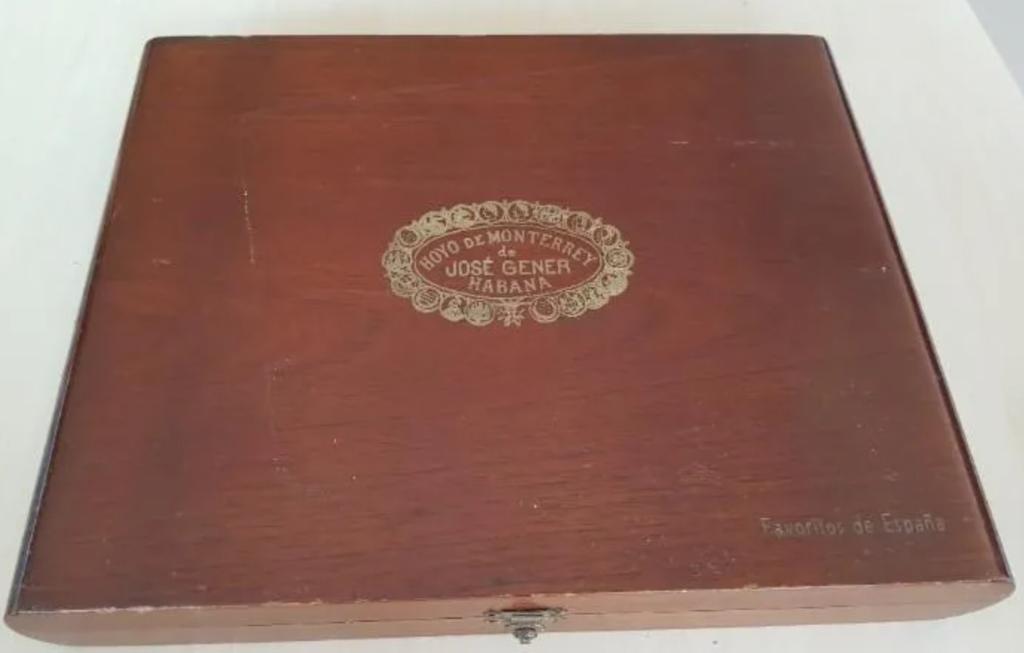 HOYO DE MONTERREY
de
JOSÉ GENER
HABANA
Favoritos de España